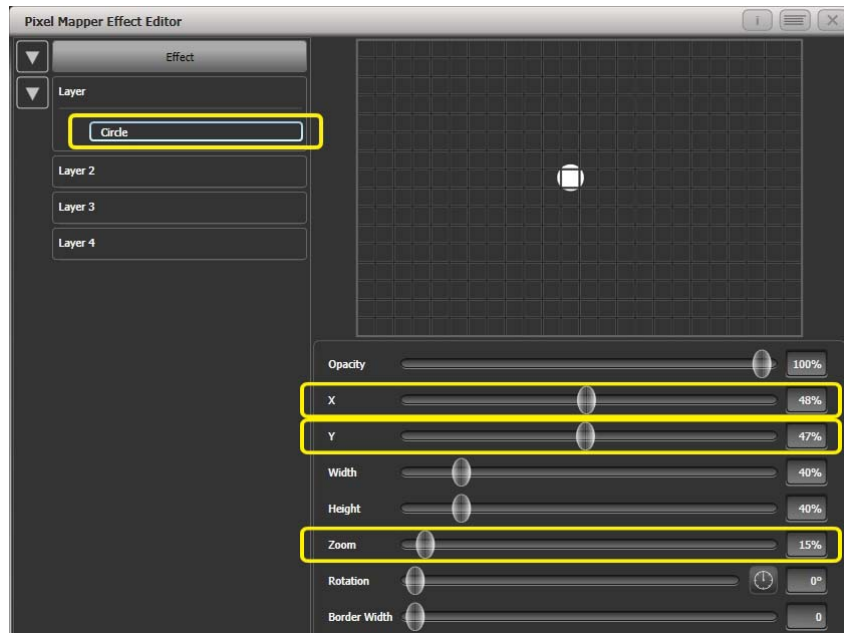 Pixel Mapper Effect Editor
i
Effect
Layer
Circle
Layer 2
Layer 3
Layer 4
Opacity 100%
X 48%
Y 47%
Width 40%
Height 40%
Zoom 15%
Rotation 0º
Border Width 0